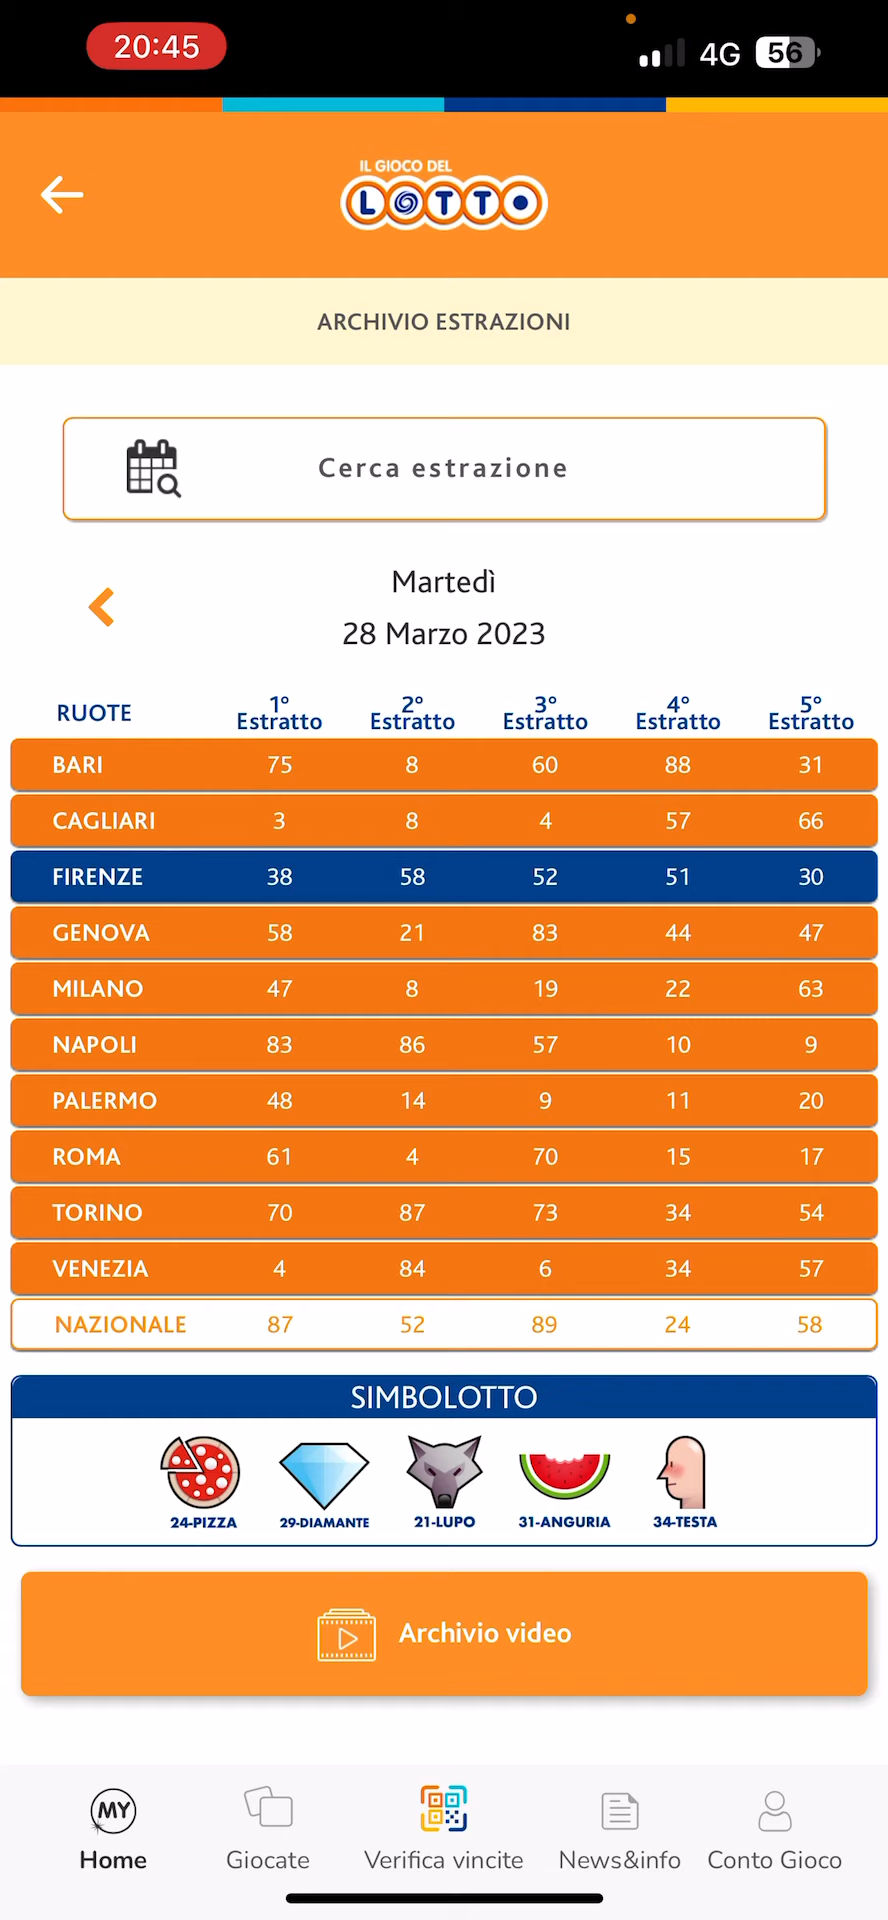 20:45 4G 56
IL GIOCO DEL
LOTTO
ARCHIVIO ESTRAZIONI
Cerca estrazione
Martedì
28 Marzo 2023
RUOTE 1° Estratto 2° Estratto 3° Estratto 4° Estratto 5° Estratto
BARI 75 8 60 88 31
CAGLIARI 3 8 4 57 66
FIRENZE 38 58 52 51 30
GENOVA 58 21 83 44 47
MILANO 47 8 19 22 63
NAPOLI 83 86 57 10 9
PALERMO 48 14 9 11 20
ROMA 61 4 70 15 17
TORINO 70 87 73 34 54
VENEZIA 4 84 6 34 57
NAZIONALE 87 52 89 24 58
SIMBOLOTTO
24-PIZZA 29-DIAMANTE 21-LUPO 31-ANGURIA 34-TESTA
Archivio video
MY
Home Giocate Verifica vincite News&info Conto Gioco